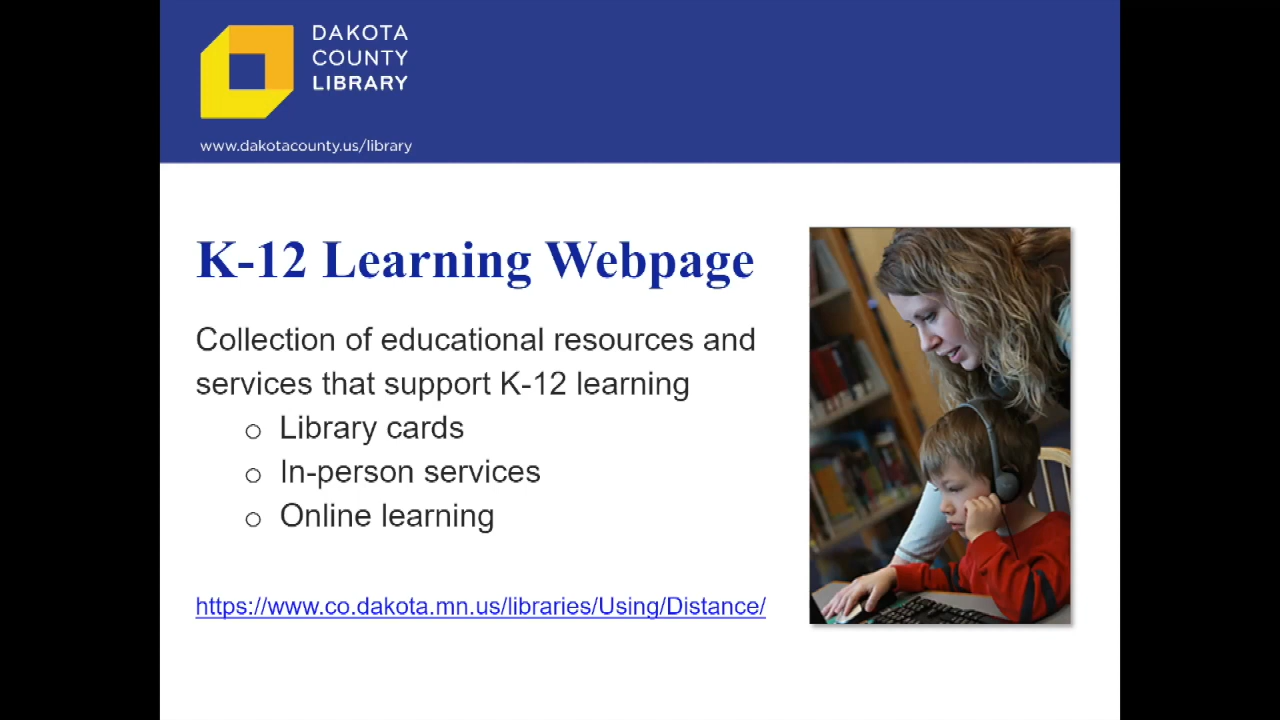 DAKOTA
COUNTY
LIBRARY
www.dakotacounty.us/library
K-12 Learning Webpage
Collection of educational resources and
services that support K-12 learning
o Library cards
o In-person services
o Online learning
https://www.co.dakota.mn.us/libraries/Using/Distance/